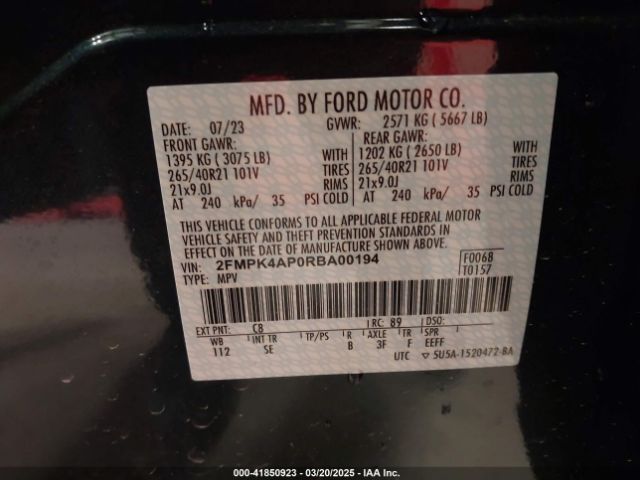 MFD. BY FORD MOTOR CO.
DATE: 07/23 GVWR: 2571 KG ( 5667 LB)
FRONT GAWR: REAR GAWR:
1395 KG ( 3075 LB) WITH 1202 KG ( 2650 LB) WITH
265/40R21 101V TIRES 265/40R21 101V TIRES
21x9.0J RIMS 21x9.0J RIMS
AT 240 kPa/ 35 PSI COLD AT 240 kPa/ 35 PSI COLD
THIS VEHICLE CONFORMS TO ALL APPLICABLE FEDERAL MOTOR
VEHICLE SAFETY AND THEFT PREVENTION STANDARDS IN
EFFECT ON THE DATE OF MANUFACTURE SHOWN ABOVE.
VIN: 2FMPK4AP0RBA00194 F0068
TYPE: MPV T0157
EXT PNT: C8 RC: 89 DSO:
WB INT TR TP/PS R AXLE TR SPR
112 SE B 3F F EEFF
UTC ▽ 5U5A-1520472-BA
000-41850923 - 03/20/2025 - IAA Inc.